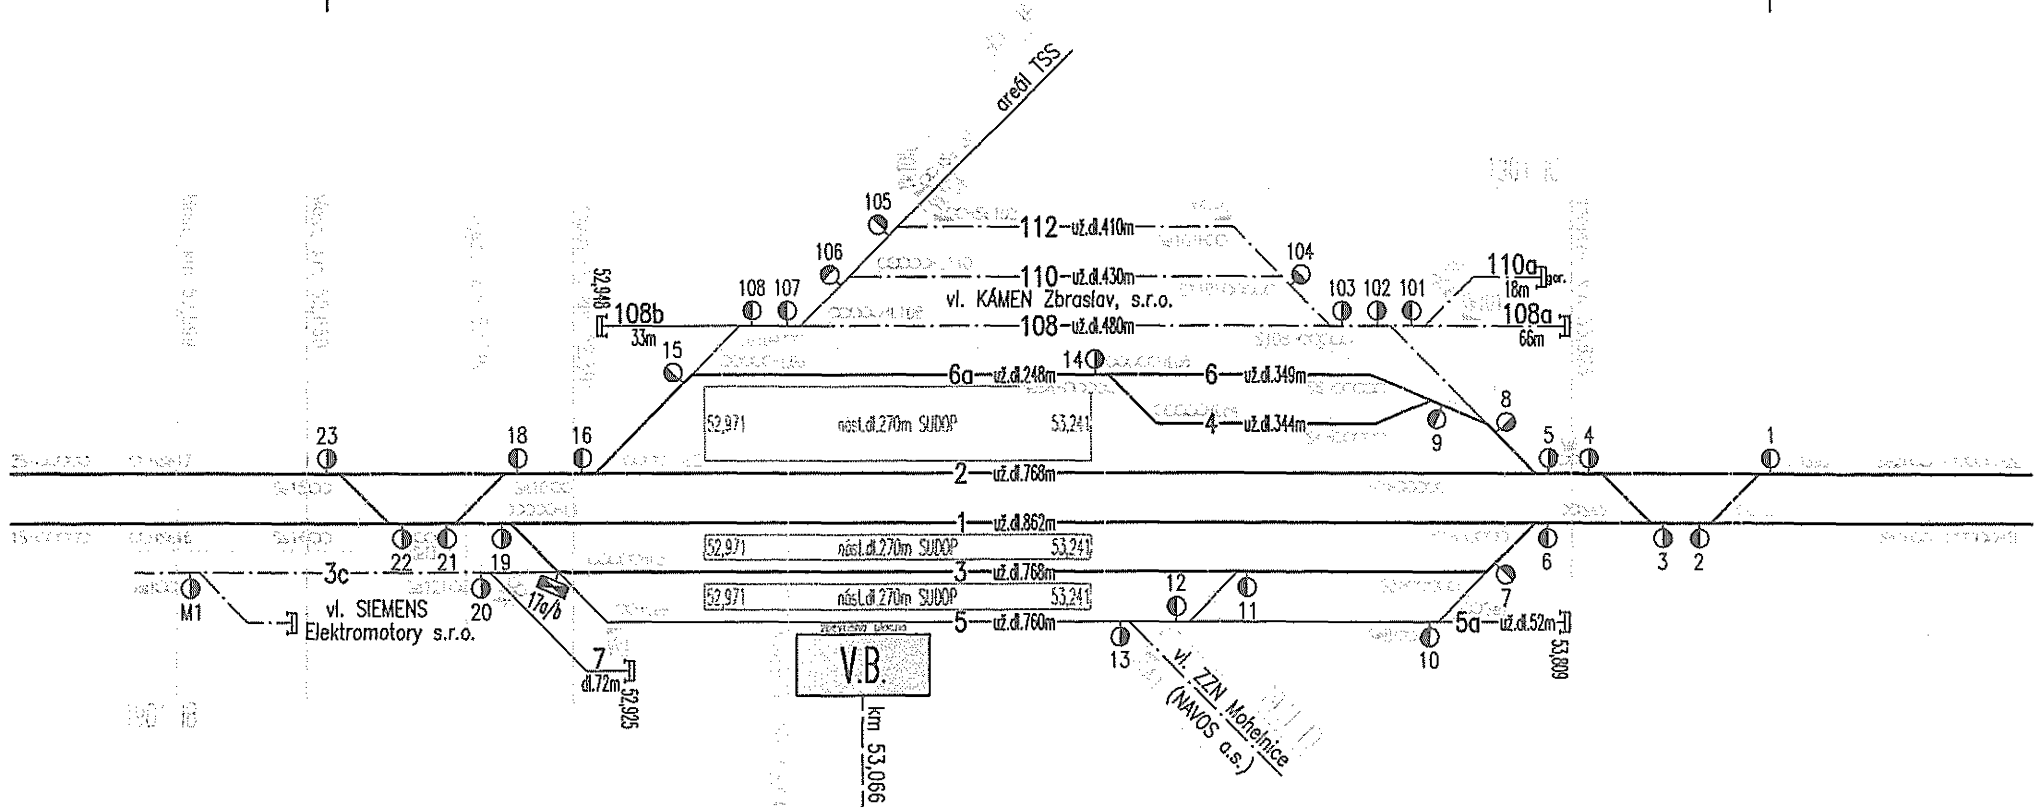 areál TSS
105
112 už.dl.410m
106
104
110 už.dl.430m
110a
18m
vl. KÁMEN Zbraslav, s.r.o.
52,940
108
107
103
102
101
108b
33m
108 už.dl.480m
108a
66m
15
14
6a už.dl.248m
6 už.dl.349m
52,971 nást.dl.270m SUDOP 53,241
4 už.dl.344m
9
8
23
18
16
5
4
1
2 už.dl.768m
1 už.dl.862m
22
21
19
6
3
2
52,971 nást.dl.270m SUDOP 53,241
3c
3 už.dl.768m
M1
20
17a/b
12
11
7
52,971 nást.dl.270m SUDOP 53,241
vl. SIEMENS
Elektromotory s.r.o.
5 už.dl.760m
5a už.dl.52m
53,809
13
10
7
dl.72m
52,925
V.B.
km 53,066
vl. ZZN Mohelnice
(NAVOS a.s.)